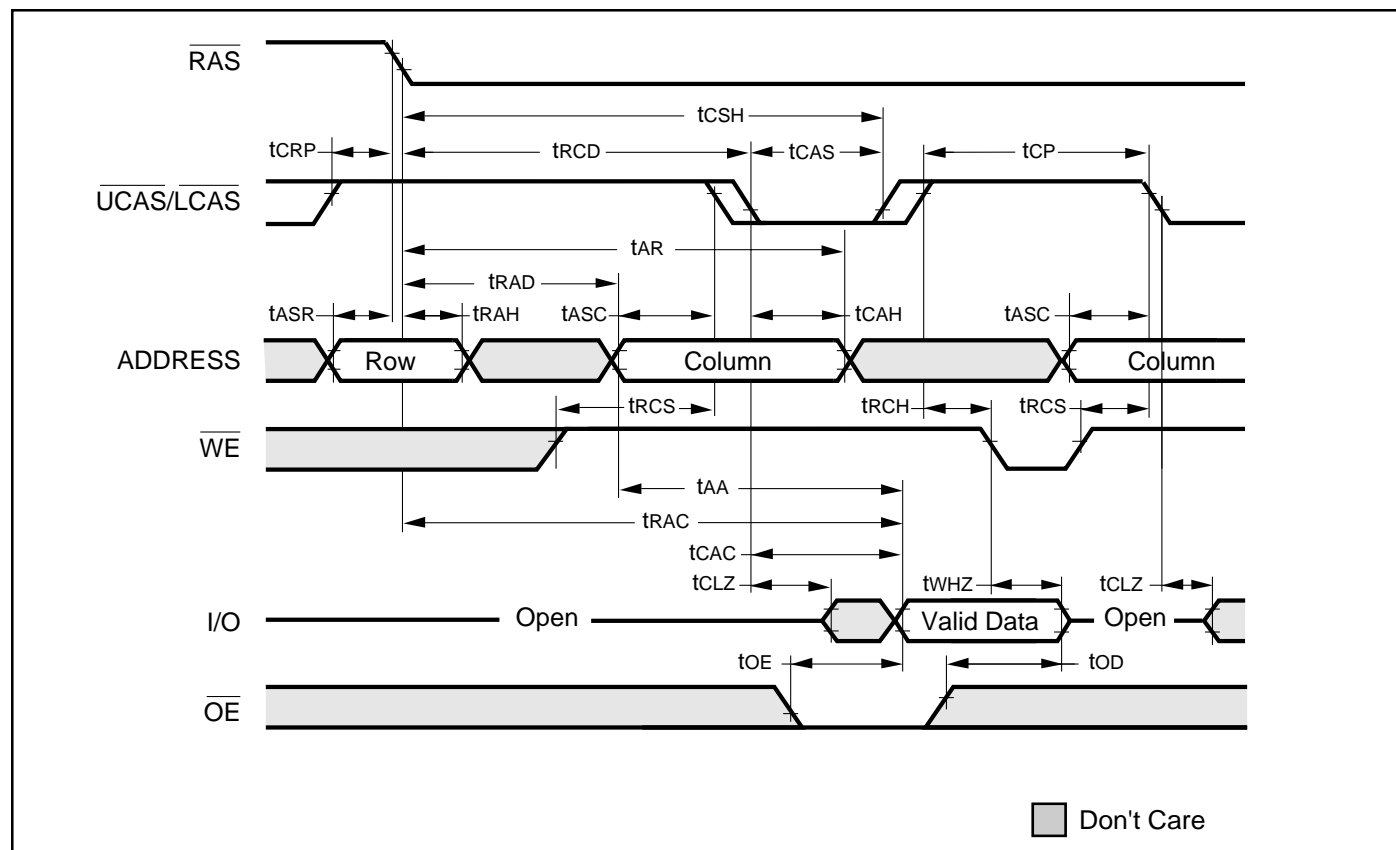 RAS
tCSH
tCRP tRCD tCAS tCP
UCAS/LCAS
tAR
tRAD
tASR tRAH tASC tCAH tASC
ADDRESS Row Column Column
tRCS tRCH tRCS
WE
tAA
tRAC
tCAC
tCLZ tWHZ tCLZ
I/O Open Valid Data Open
tOE tOD
OE
Don't Care